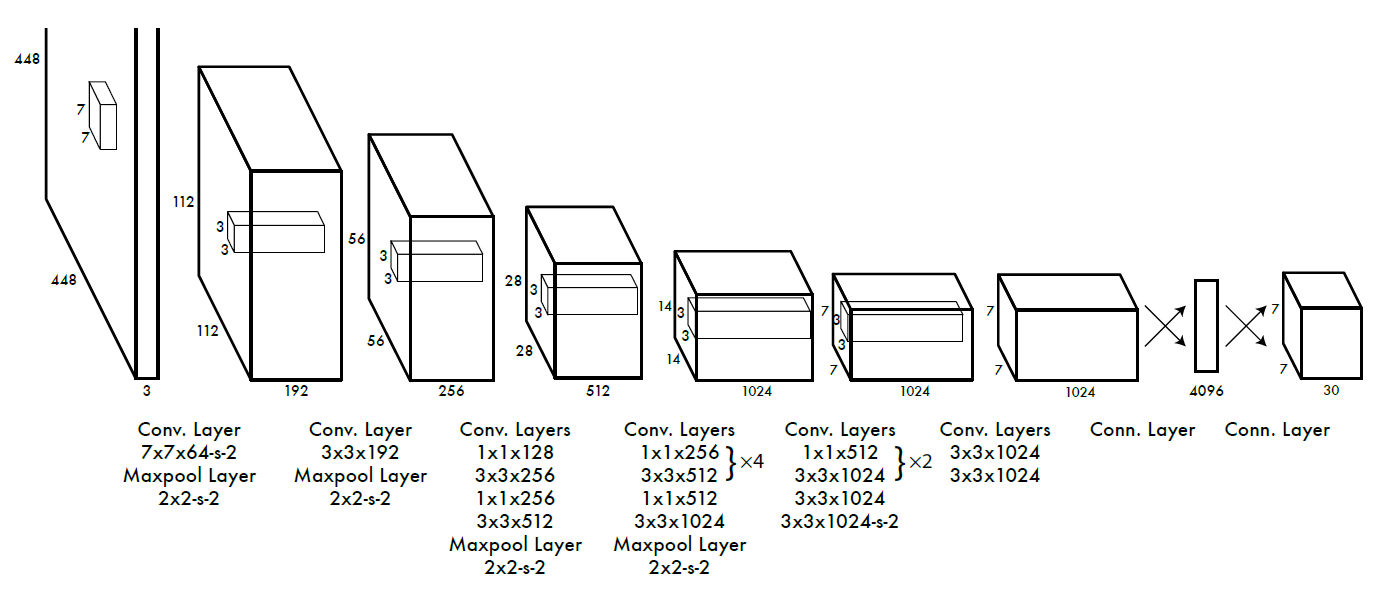 448
7
7
448
3
112
3
3
112
192
56
3
3
56
256
28
3
3
28
512
14
3
3
14
1024
7
3
3
7
1024
7
7
1024
4096
7
7
30
Conv. Layer
7x7x64-s-2
Maxpool Layer
2x2-s-2
Conv. Layer
3x3x192
Maxpool Layer
2x2-s-2
Conv. Layers
1x1x128
3x3x256
1x1x256
3x3x512
Maxpool Layer
2x2-s-2
Conv. Layers
1x1x256
3x3x512
} ×4
1x1x512
3x3x1024
Maxpool Layer
2x2-s-2
Conv. Layers
1x1x512
3x3x1024
} ×2
3x3x1024
3x3x1024-s-2
Conv. Layers
3x3x1024
3x3x1024
Conn. Layer
Conn. Layer